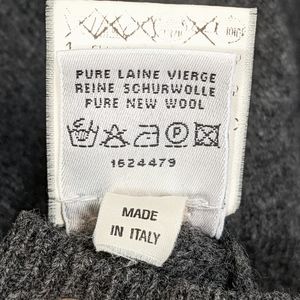 PURE LAINE VIERGE
REINE SCHURWOLLE
PURE NEW WOOL
1624479
MADE
IN ITALY